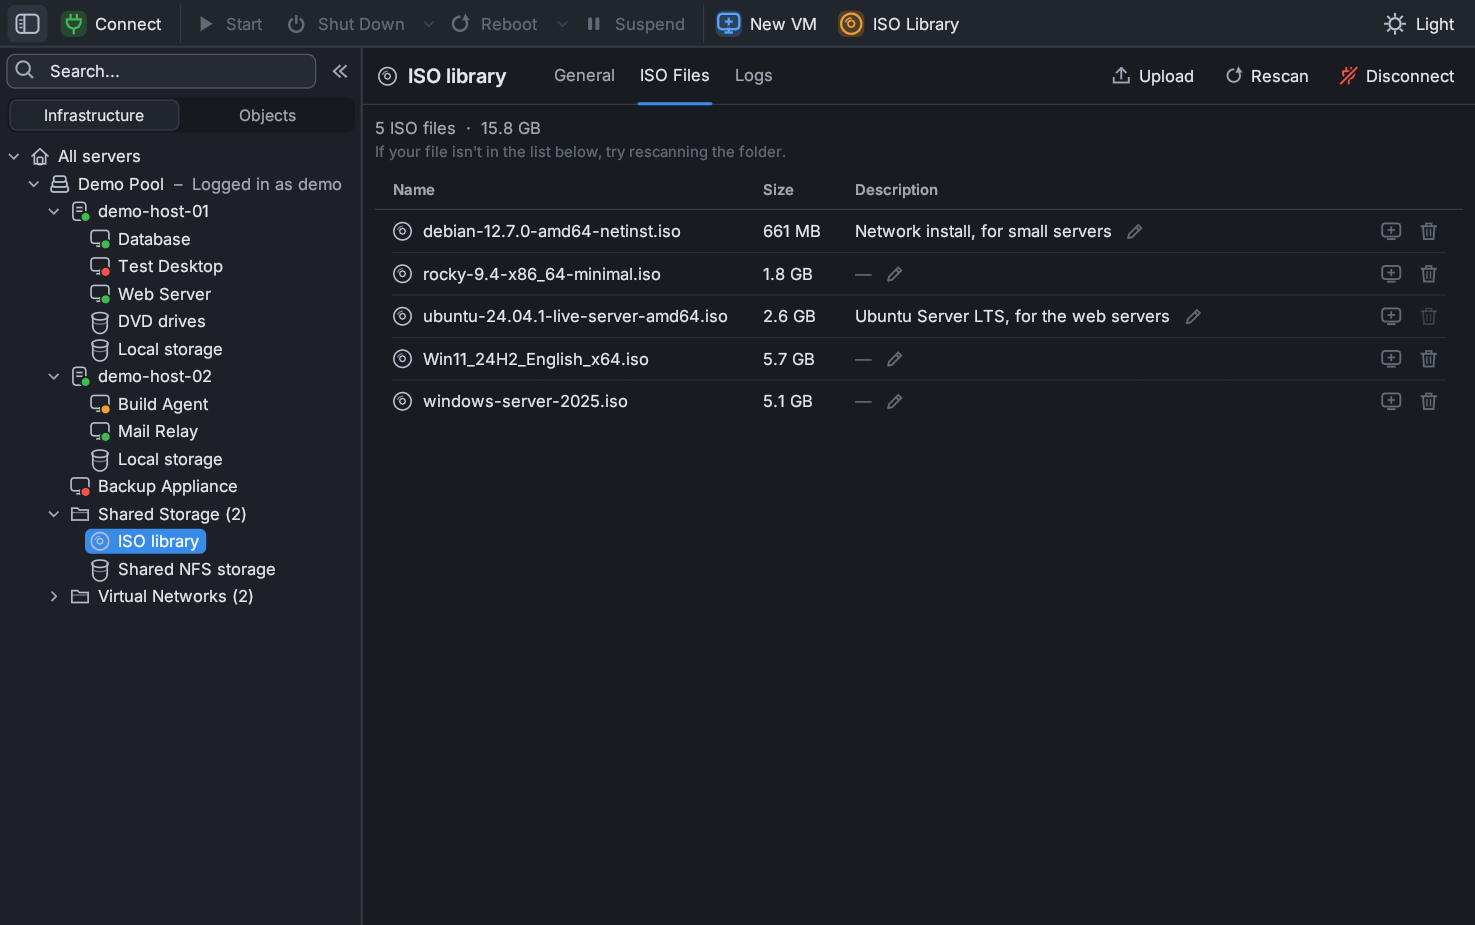 Connect Start Shut Down Reboot Suspend New VM ISO Library Light
Search...
Infrastructure Objects
All servers
Demo Pool – Logged in as demo
demo-host-01
Database
Test Desktop
Web Server
DVD drives
Local storage
demo-host-02
Build Agent
Mail Relay
Local storage
Backup Appliance
Shared Storage (2)
ISO library
Shared NFS storage
Virtual Networks (2)
ISO library General ISO Files Logs Upload Rescan Disconnect
5 ISO files · 15.8 GB
If your file isn't in the list below, try rescanning the folder.
Name Size Description
debian-12.7.0-amd64-netinst.iso 661 MB Network install, for small servers
rocky-9.4-x86_64-minimal.iso 1.8 GB —
ubuntu-24.04.1-live-server-amd64.iso 2.6 GB Ubuntu Server LTS, for the web servers
Win11_24H2_English_x64.iso 5.7 GB —
windows-server-2025.iso 5.1 GB —